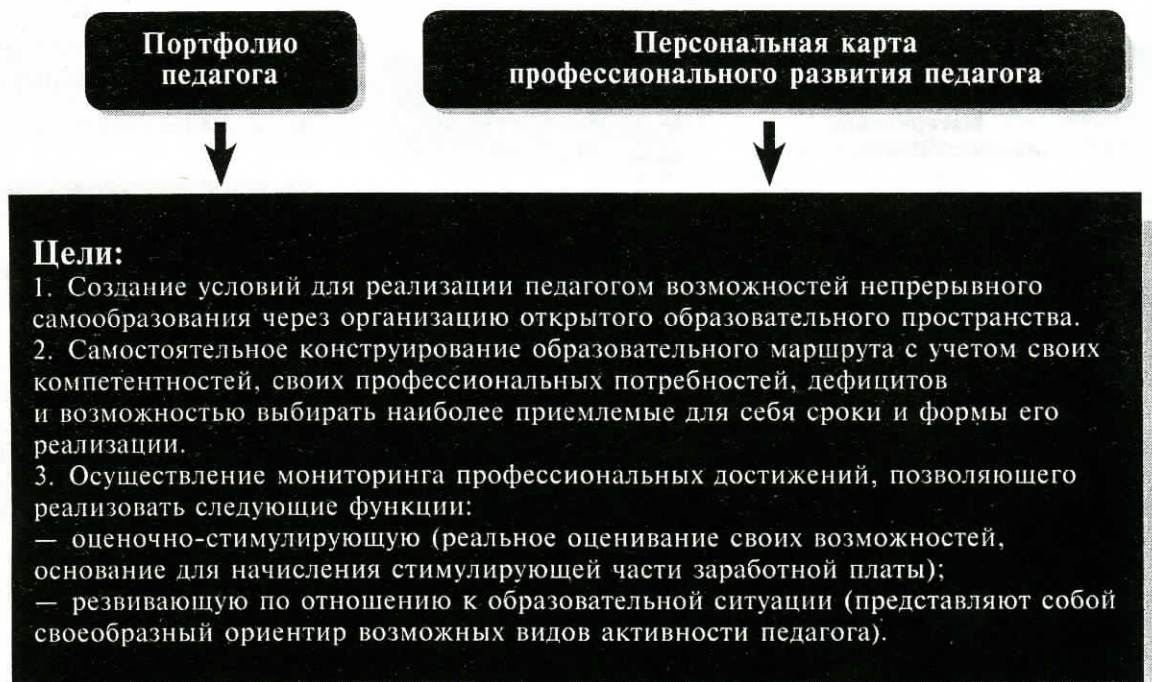 Портфолио
педагога
Персональная карта
профессионального развития педагога
Цели:
1. Создание условий для реализации педагогом возможностей непрерывного
самообразования через организацию открытого образовательного пространства.
2. Самостоятельное конструирование образовательного маршрута с учетом своих
компетентностей, своих профессиональных потребностей, дефицитов
и возможностью выбирать наиболее приемлемые для себя сроки и формы его
реализации.
3. Осуществление мониторинга профессиональных достижений, позволяющего
реализовать следующие функции:
— оценочно-стимулирующую (реальное оценивание своих возможностей,
основание для начисления стимулирующей части заработной платы);
— резвивающую по отношению к образовательной ситуации (представляют собой
своеобразный ориентир возможных видов активности педагога).